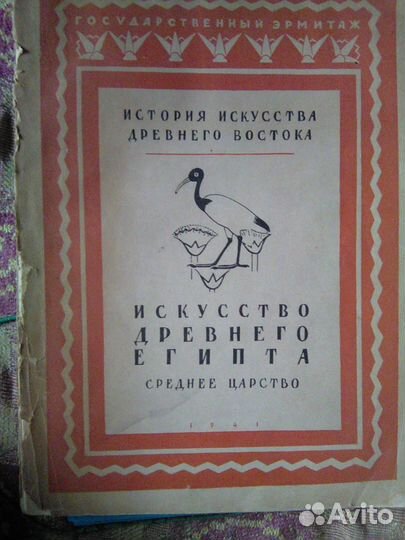 ГОСУДАРСТВЕННЫЙ ЭРМИТАЖ
ИСТОРИЯ ИСКУССТВА
ДРЕВНЕГО ВОСТОКА
ИСКУССТВО
ДРЕВНЕГО
ЕГИПТА
СРЕДНЕЕ ЦАРСТВО
1941
Avito